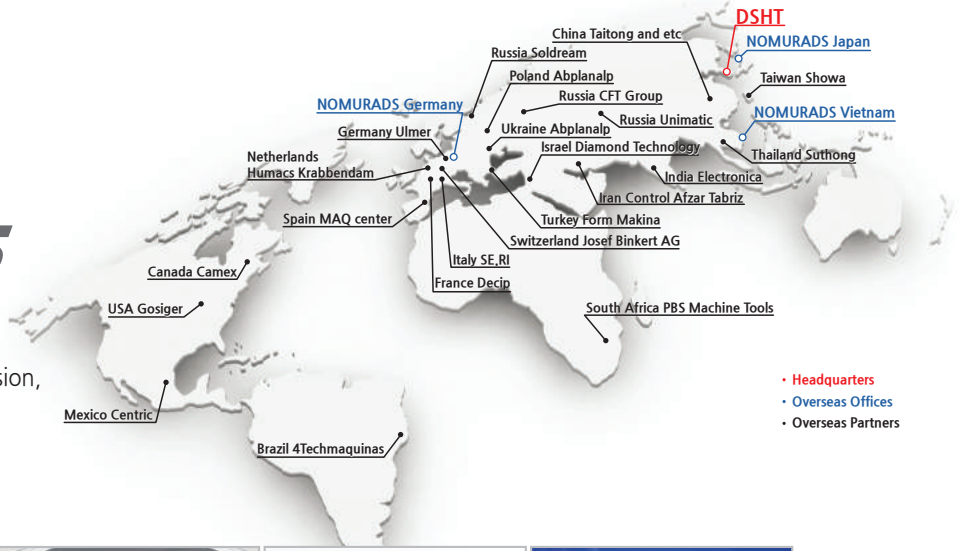 DSHT
China Taitong and etc
NOMURADS Japan
Russia Soldream
Poland Abplanalp
Taiwan Showa
Russia CFT Group
NOMURADS Germany
NOMURADS Vietnam
Russia Unimatic
Germany Ulmer
Ukraine Abplanalp
Israel Diamond Technology
Thailand Suthong
Netherlands
Humacs Krabbendam
India Electronica
Iran Control Afzar Tabriz
Spain MAQ center
Turkey Form Makina
Switzerland Josef Binkert AG
Italy SE.RI
Canada Camex
France Decip
USA Gosiger
South Africa PBS Machine Tools
sion,
• Headquarters
• Overseas Offices
Mexico Centric
• Overseas Partners
Brazil 4Techmaquinas